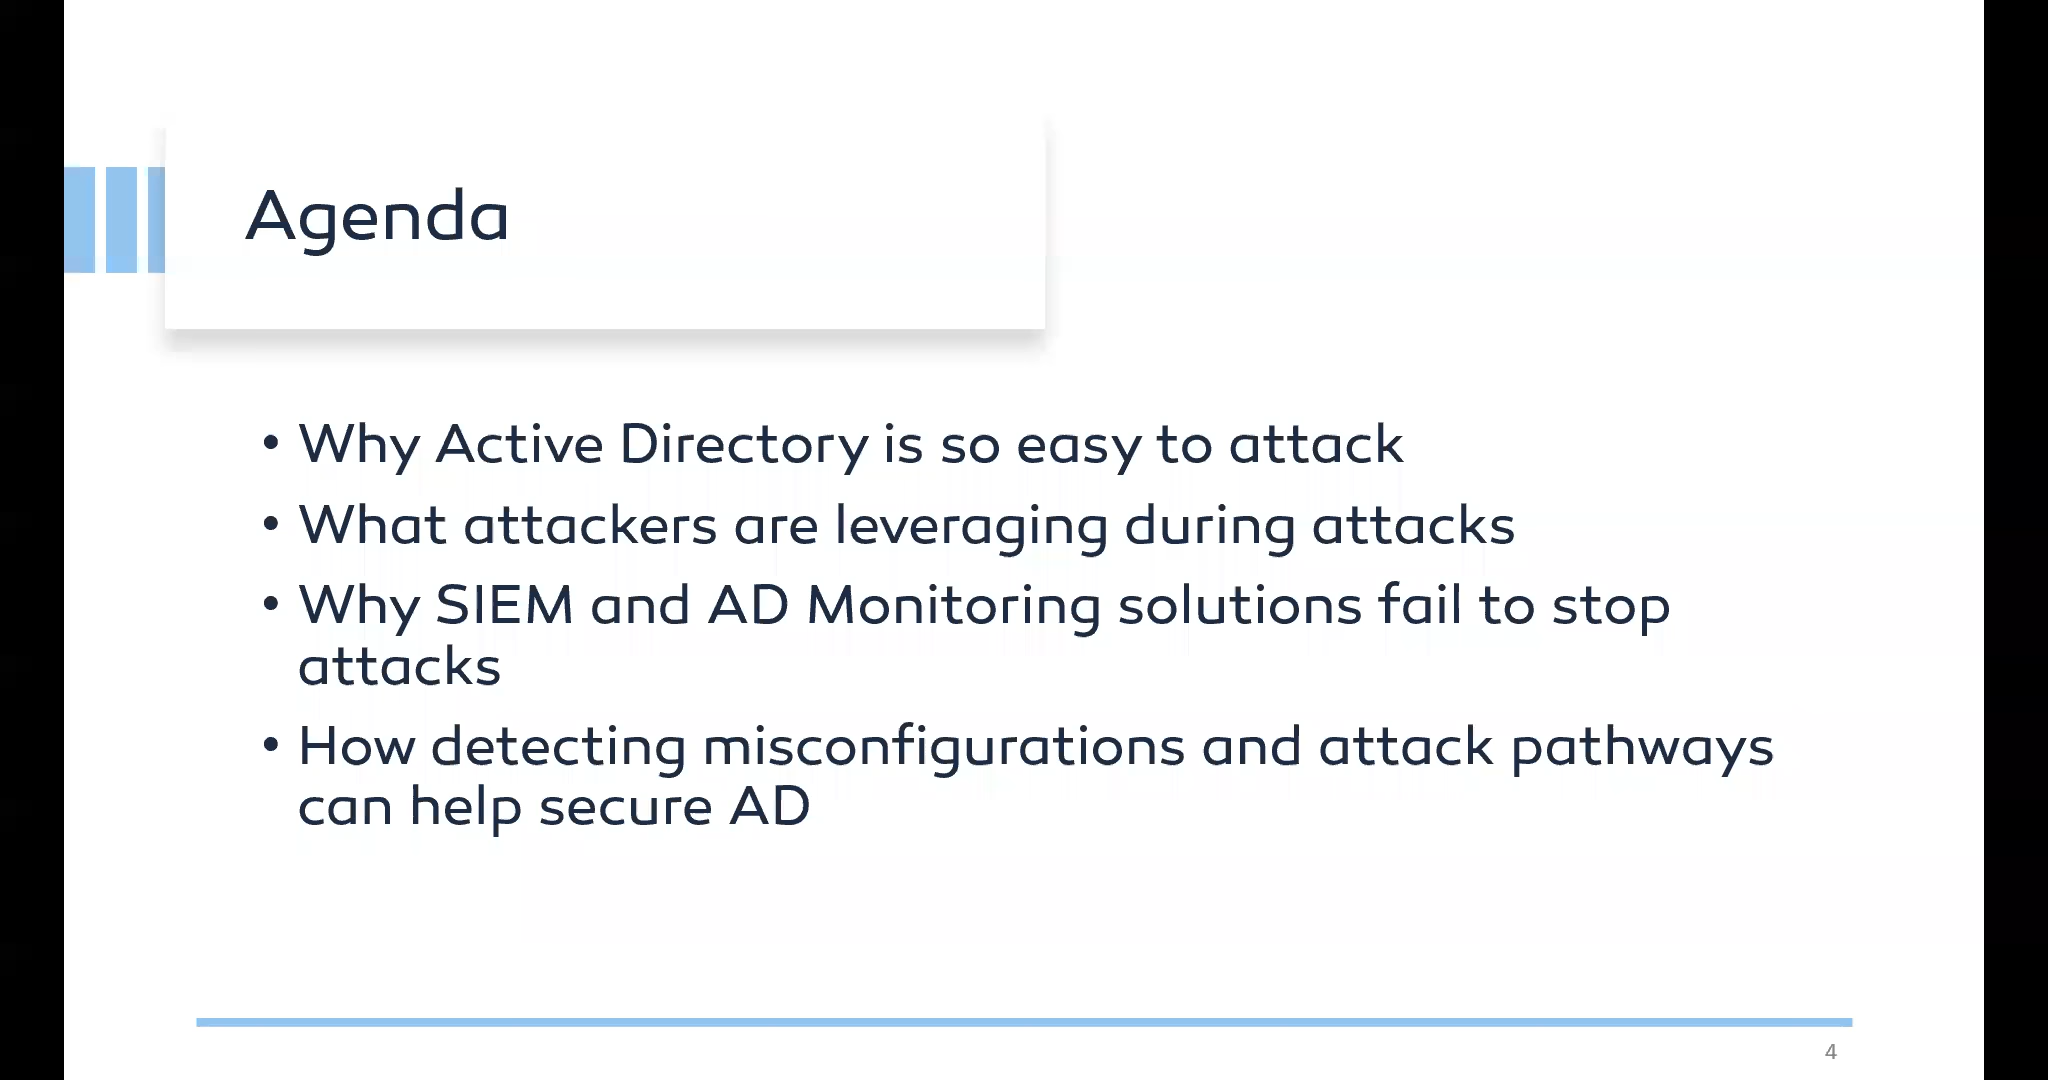 Agenda
• Why Active Directory is so easy to attack
• What attackers are leveraging during attacks
• Why SIEM and AD Monitoring solutions fail to stop
attacks
• How detecting misconfigurations and attack pathways
can help secure AD
4